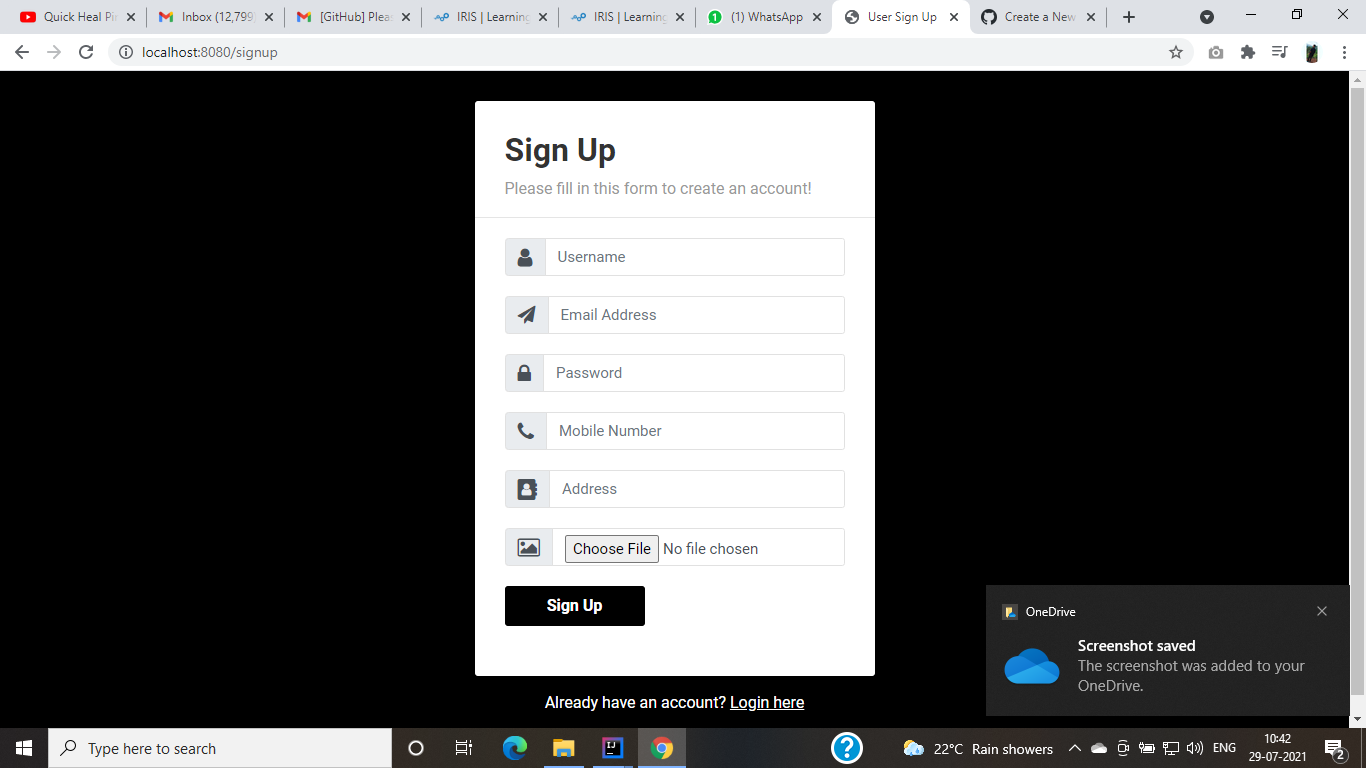 Quick Heal Pi
Inbox (12,799
[GitHub] Pleas
IRIS | Learning
IRIS | Learning
(1) WhatsApp
User Sign Up
Create a New
localhost:8080/signup
Sign Up
Please fill in this form to create an account!
Username
Email Address
Password
Mobile Number
Address
Choose File No file chosen
Sign Up
Already have an account? Login here
OneDrive
Screenshot saved
The screenshot was added to your
OneDrive.
Type here to search
22°C Rain showers
ENG
10:42
29-07-2021
2